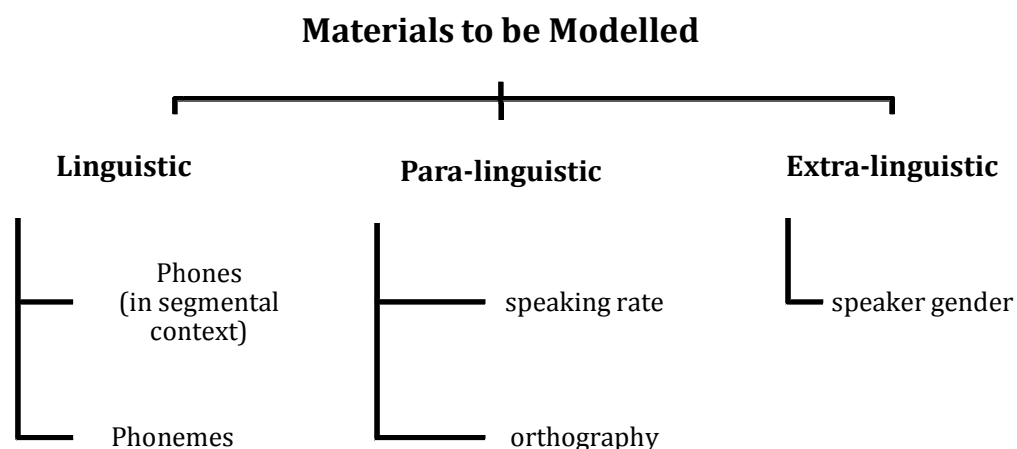 Materials to be Modelled
Linguistic
Para-linguistic
Extra-linguistic
Phones
(in segmental
context)
speaking rate
speaker gender
Phonemes
orthography